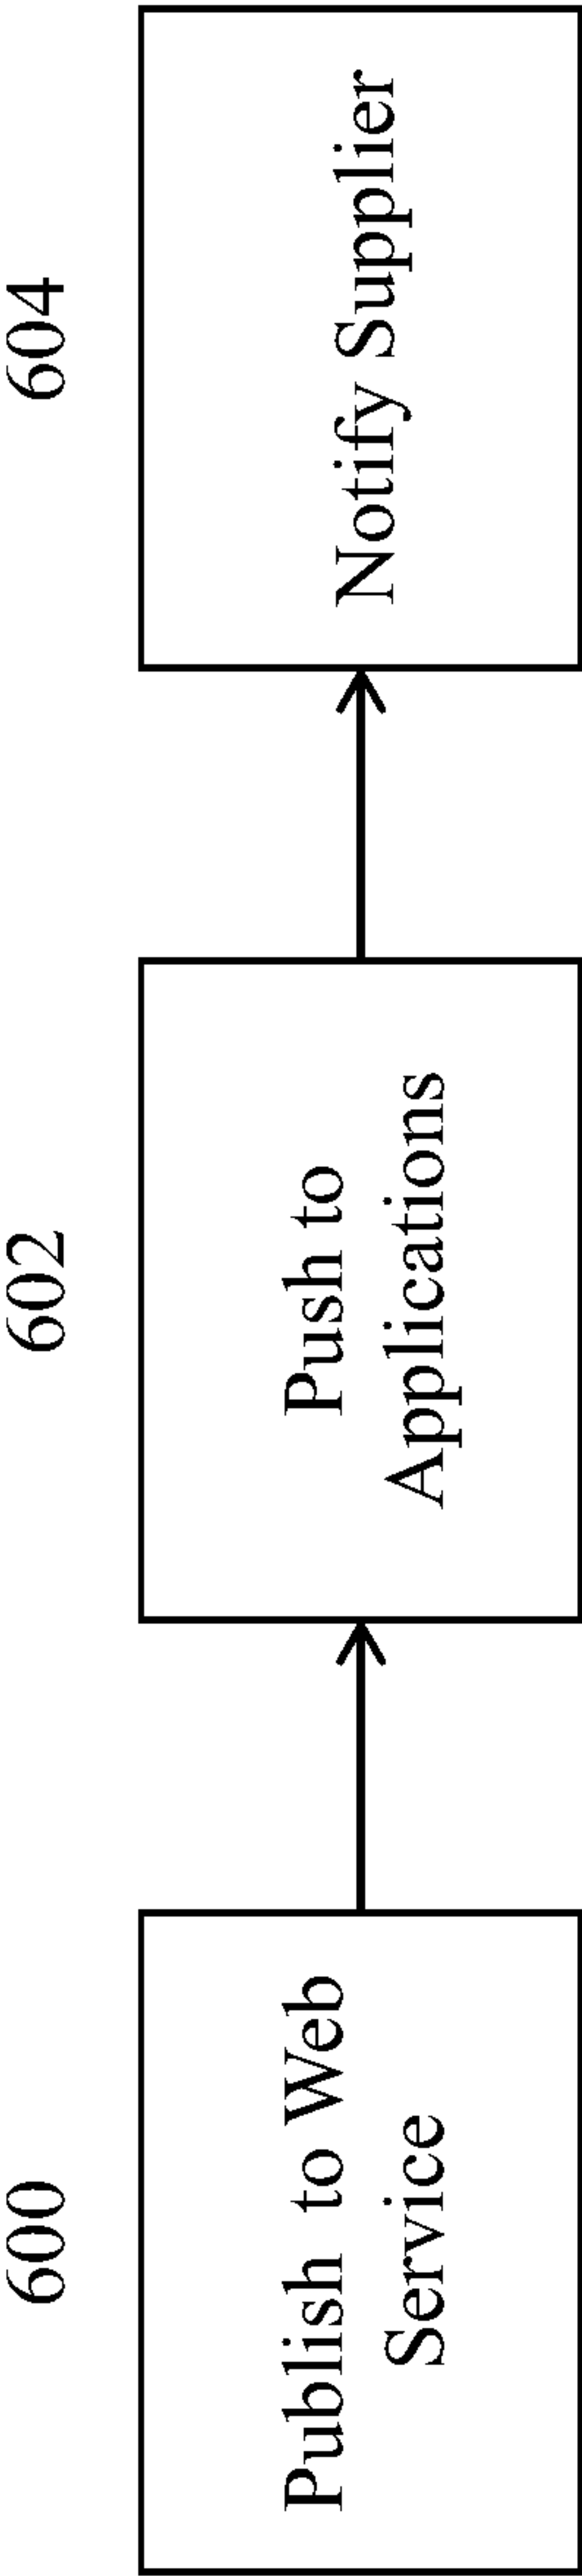 600
Publish to Web
Service
602
Push to
Applications
604
Notify Supplier